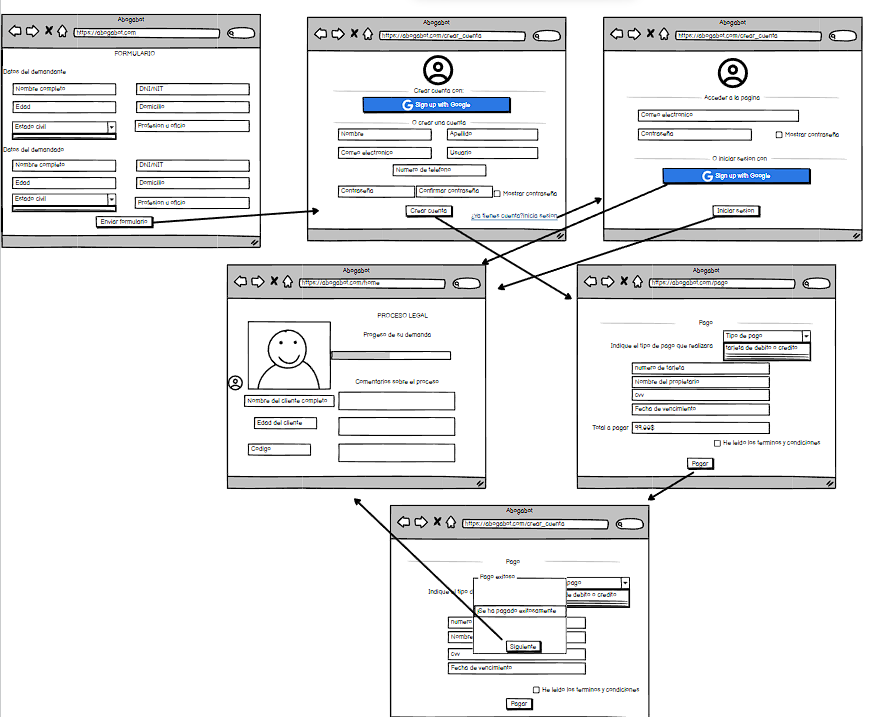 Abogabot
https://abogabot.com
FORMULARIO
Datos del demandante
Nombre completo
DNI/NIT
Edad
Domicilio
Estado civil
Profesion u oficio
Datos del demandado
Nombre completo
DNI/NIT
Edad
Domicilio
Estado civil
Profesion u oficio
Enviar formulario
Abogabot
https://abogabot.com/crear_cuenta
Crear cuenta con:
G Sign up with Google
O crear una cuenta
Nombre
Apellido
Correo electronico
Usuario
Numero de telefono
Contraseña
Confirmar contraseña
Mostrar contraseña
Crear cuenta
¿ya tienes cuenta?inicia sesion
Abogabot
https://abogabot.com/crear_cuenta
Acceder a la pagina
Correo electronico
Contraseña
Mostrar contraseña
O iniciar sesion con
G Sign up with Google
Iniciar sesion
Abogabot
https://abogabot.com/home
PROCESO LEGAL
Progeso de su demanda
Comentarios sobre el proceso
Nombre del cliente completo
Edad del cliente
Codigo
Abogabot
https://abogabot.com/pago
Pago
Tipo de pago
Indique el tipo de pago que realizara
tarjeta de debito o credito
numero de tarjeta
Nombre del propietario
cvv
Fecha de vencimiento
Total a pagar
99.99$
He leido los terminos y condiciones
Pagar
Abogabot
https://abogabot.com/crear_cuenta
Pago
Pago exitoso
pago
Indique el tipo d
de debito o credito
¡Se ha pagado exitosamente
numero
Nombre
Siguiente
cvv
Fecha de vencimiento
He leido los terminos y condiciones
Pagar